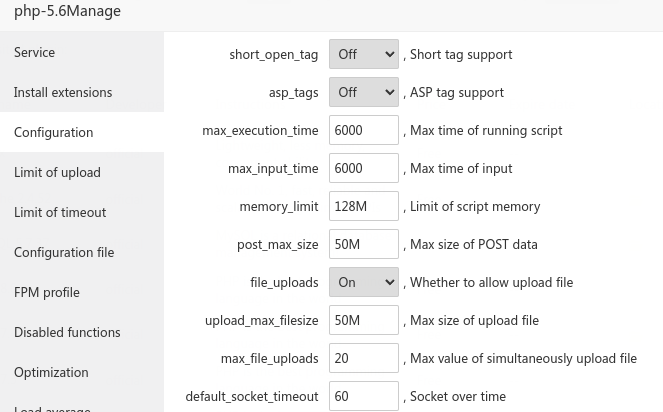 php-5.6Manage
Service
Install extensions
Configuration
Limit of upload
Limit of timeout
Configuration file
FPM profile
Disabled functions
Optimization
Load average
short_open_tag Off , Short tag support
asp_tags Off , ASP tag support
max_execution_time 6000 , Max time of running script
max_input_time 6000 , Max time of input
memory_limit 128M , Limit of script memory
post_max_size 50M , Max size of POST data
file_uploads On , Whether to allow upload file
upload_max_filesize 50M , Max size of upload file
max_file_uploads 20 , Max value of simultaneously upload file
default_socket_timeout 60 , Socket over time